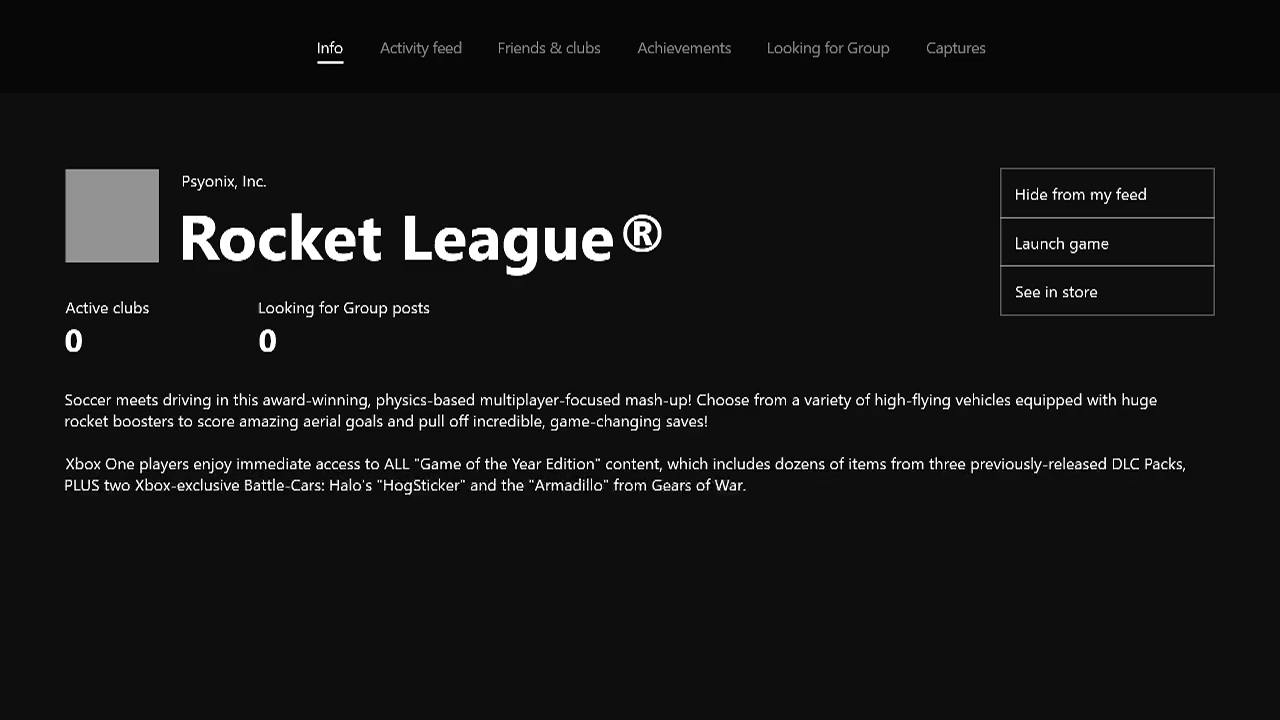 Info
Activity feed
Friends & clubs
Achievements
Looking for Group
Captures
Psyonix, Inc.
Rocket League®
Hide from my feed
Launch game
See in store
Active clubs
0
Looking for Group posts
0
Soccer meets driving in this award-winning, physics-based multiplayer-focused mash-up! Choose from a variety of high-flying vehicles equipped with huge
rocket boosters to score amazing aerial goals and pull off incredible, game-changing saves!
Xbox One players enjoy immediate access to ALL "Game of the Year Edition" content, which includes dozens of items from three previously-released DLC Packs,
PLUS two Xbox-exclusive Battle-Cars: Halo's "HogSticker" and the "Armadillo" from Gears of War.